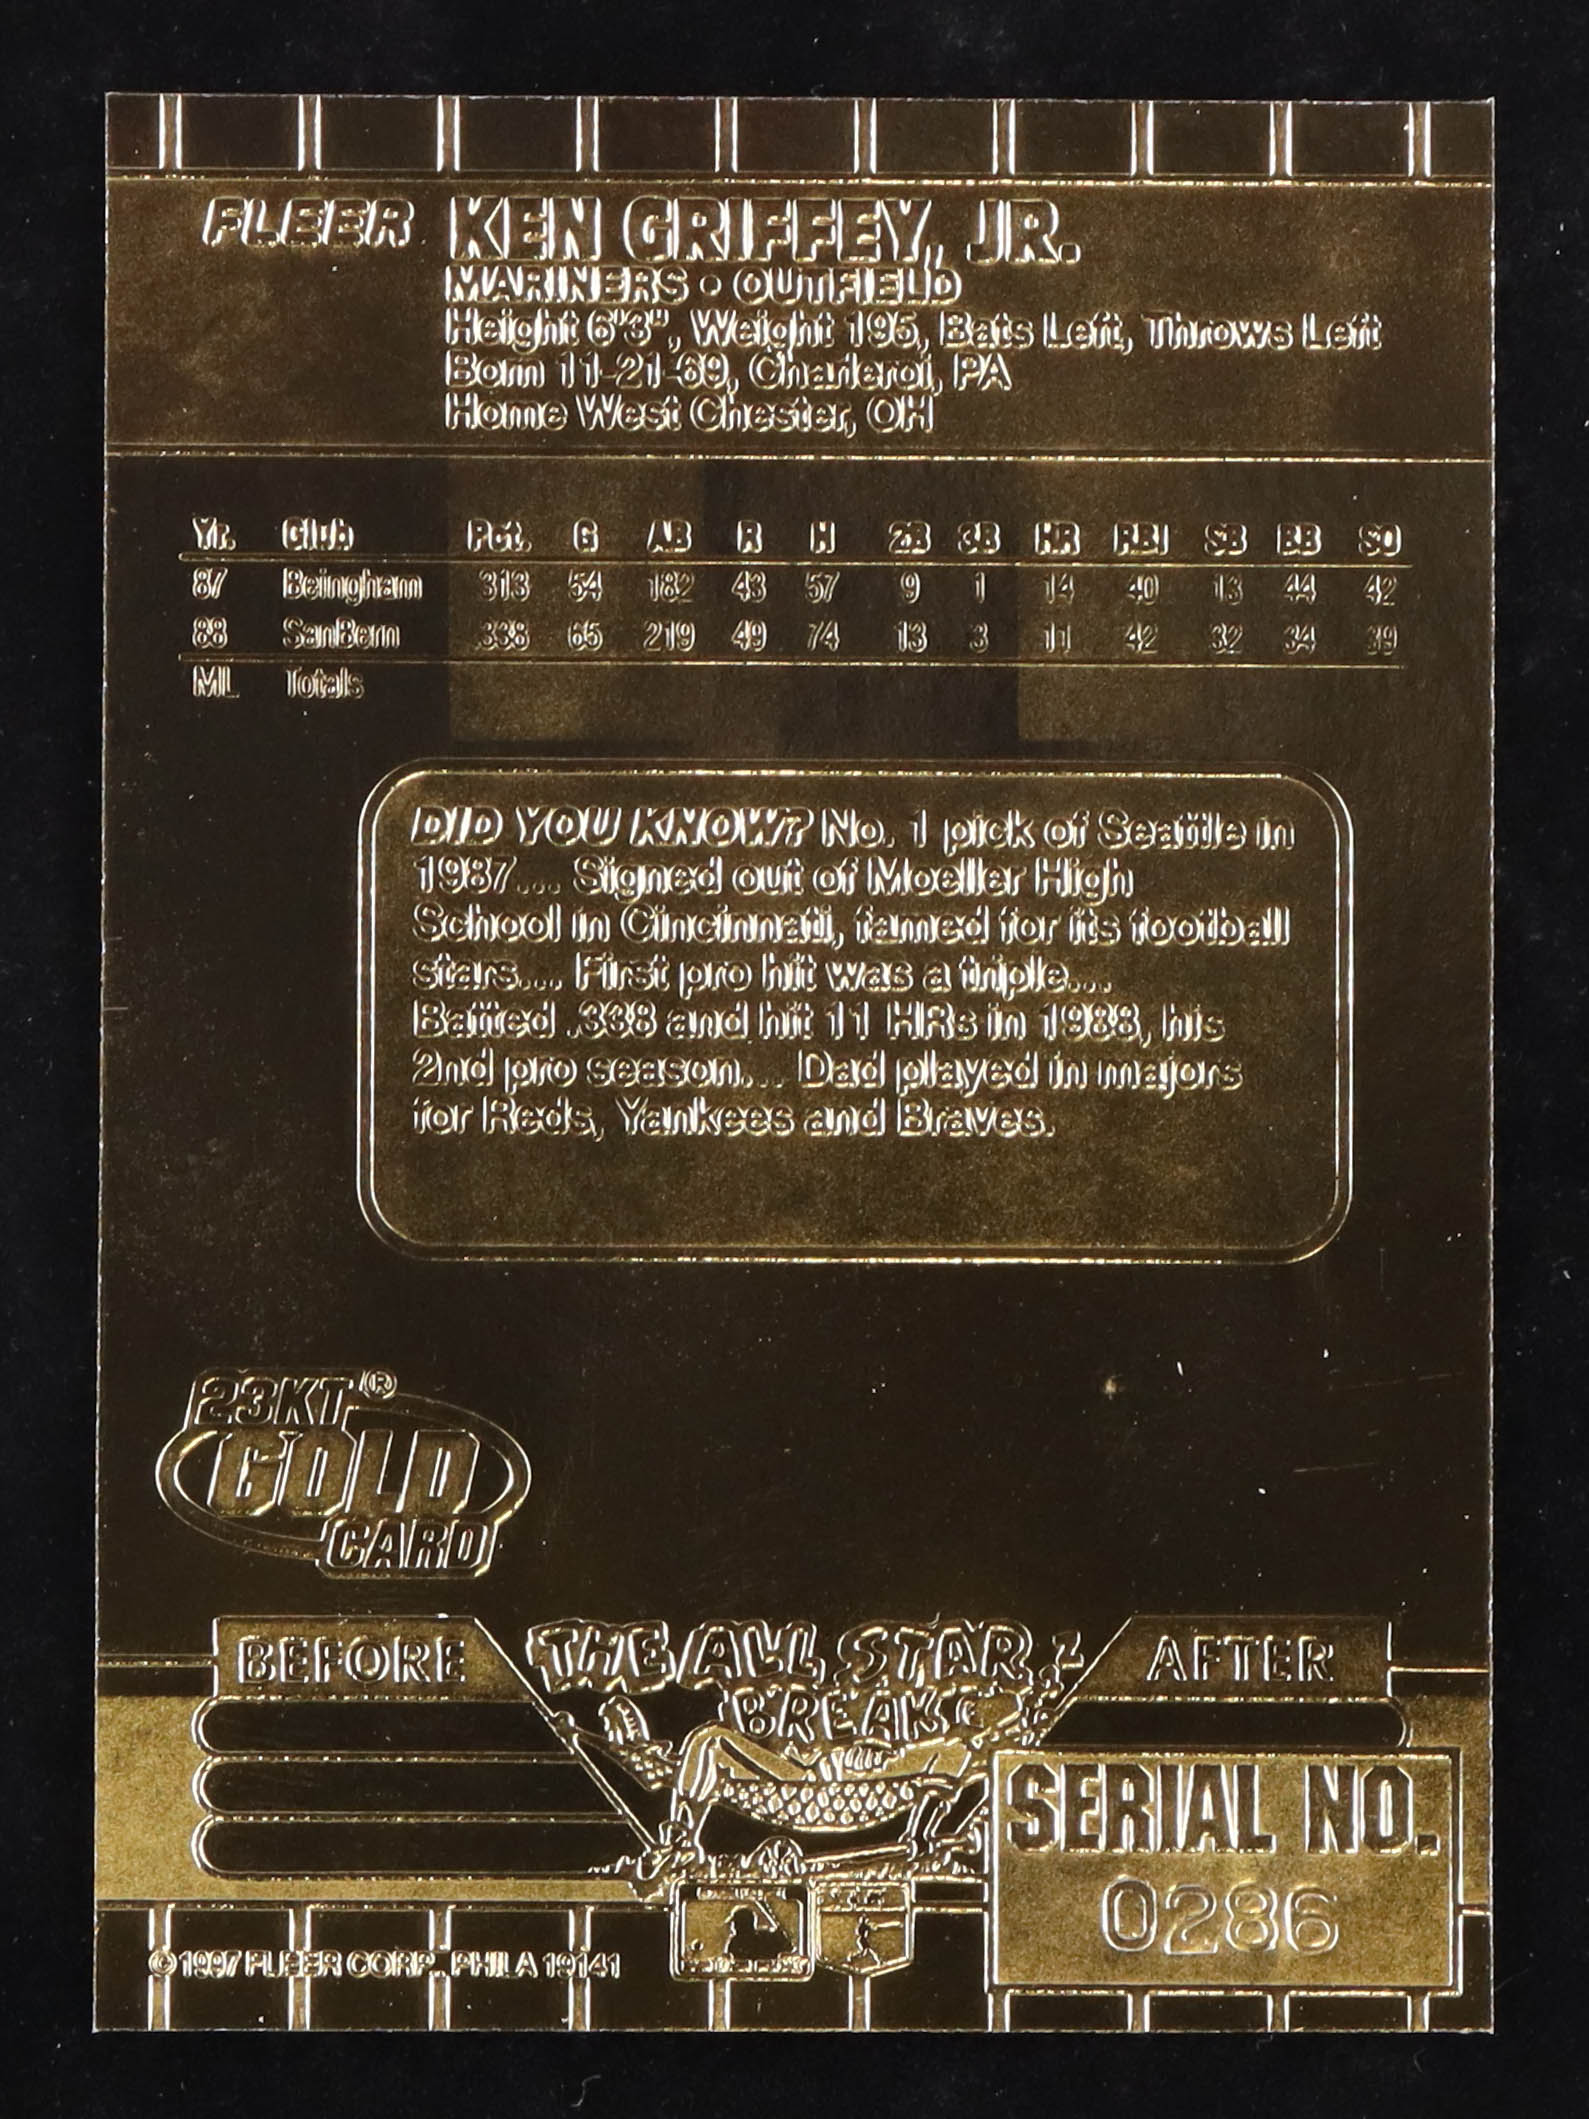 FLEER KEN GRIFFEY, JR.
MARINERS • OUTFIELD
Height 6'3", Weight 195, Bats Left, Throws Left
Born 11-21-69, Charleroi, PA
Home West Chester, OH
Yr. Club Pct. G AB R H 2B 3B HR RBI SB BB SO
87 Beingham .313 54 182 43 57 9 1 14 40 13 44 42
88 SanBern .338 65 219 49 74 13 3 11 42 32 34 39
ML Totals
DID YOU KNOW? No. 1 pick of Seattle in
1987... Signed out of Moeller High
School in Cincinnati, famed for its football
stars... First pro hit was a triple...
Batted .338 and hit 11 HRs in 1988, his
2nd pro season... Dad played in majors
for Reds, Yankees and Braves.
23KT®
GOLD
CARD
BEFORE THE ALL STAR AFTER
BREAK
SERIAL NO.
0286
©1997 FLEER CORP., PHILA 19141